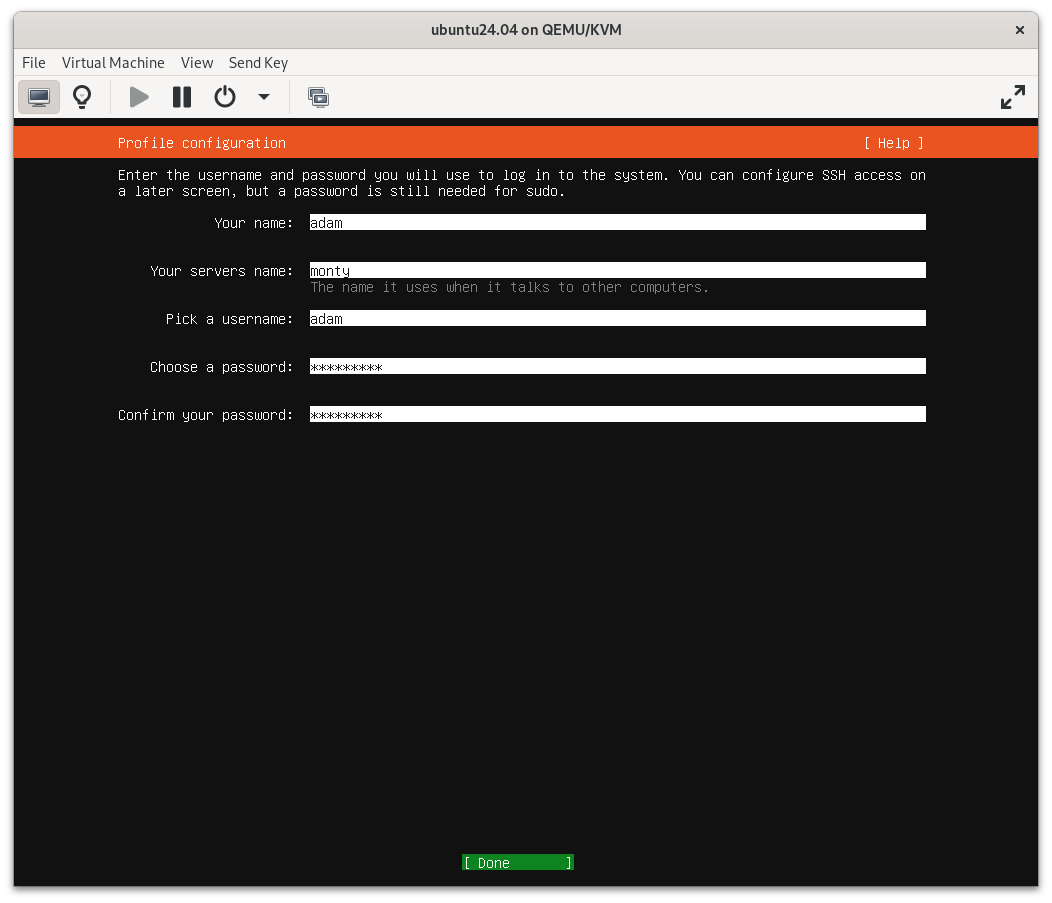 ubuntu24.04 on QEMU/KVM ×
File Virtual Machine View Send Key
Profile configuration [ Help ]
Enter the username and password you will use to log in to the system. You can configure SSH access on
a later screen, but a password is still needed for sudo.
Your name: adam
Your servers name: monty
The name it uses when it talks to other computers.
Pick a username: adam
Choose a password: *********
Confirm your password: *********
[ Done ]